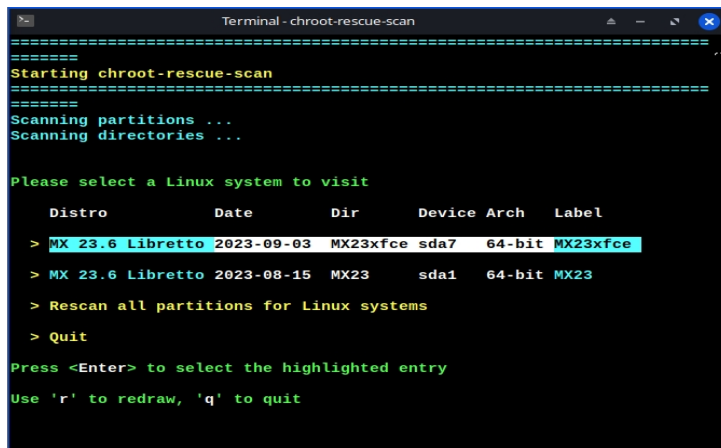 Terminal - chroot-rescue-scan
========================================================================
=======
Starting chroot-rescue-scan
========================================================================
=======
Scanning partitions ...
Scanning directories ...
Please select a Linux system to visit
Distro Date Dir Device Arch Label
> MX 23.6 Libretto 2023-09-03 MX23xfce sda7 64-bit MX23xfce
> MX 23.6 Libretto 2023-08-15 MX23 sda1 64-bit MX23
> Rescan all partitions for Linux systems
> Quit
Press <Enter> to select the highlighted entry
Use 'r' to redraw, 'q' to quit